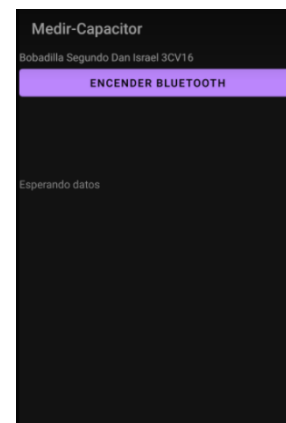 Medir-Capacitor
Bobadilla Segundo Dan Israel 3CV16
ENCENDER BLUETOOTH
Esperando datos